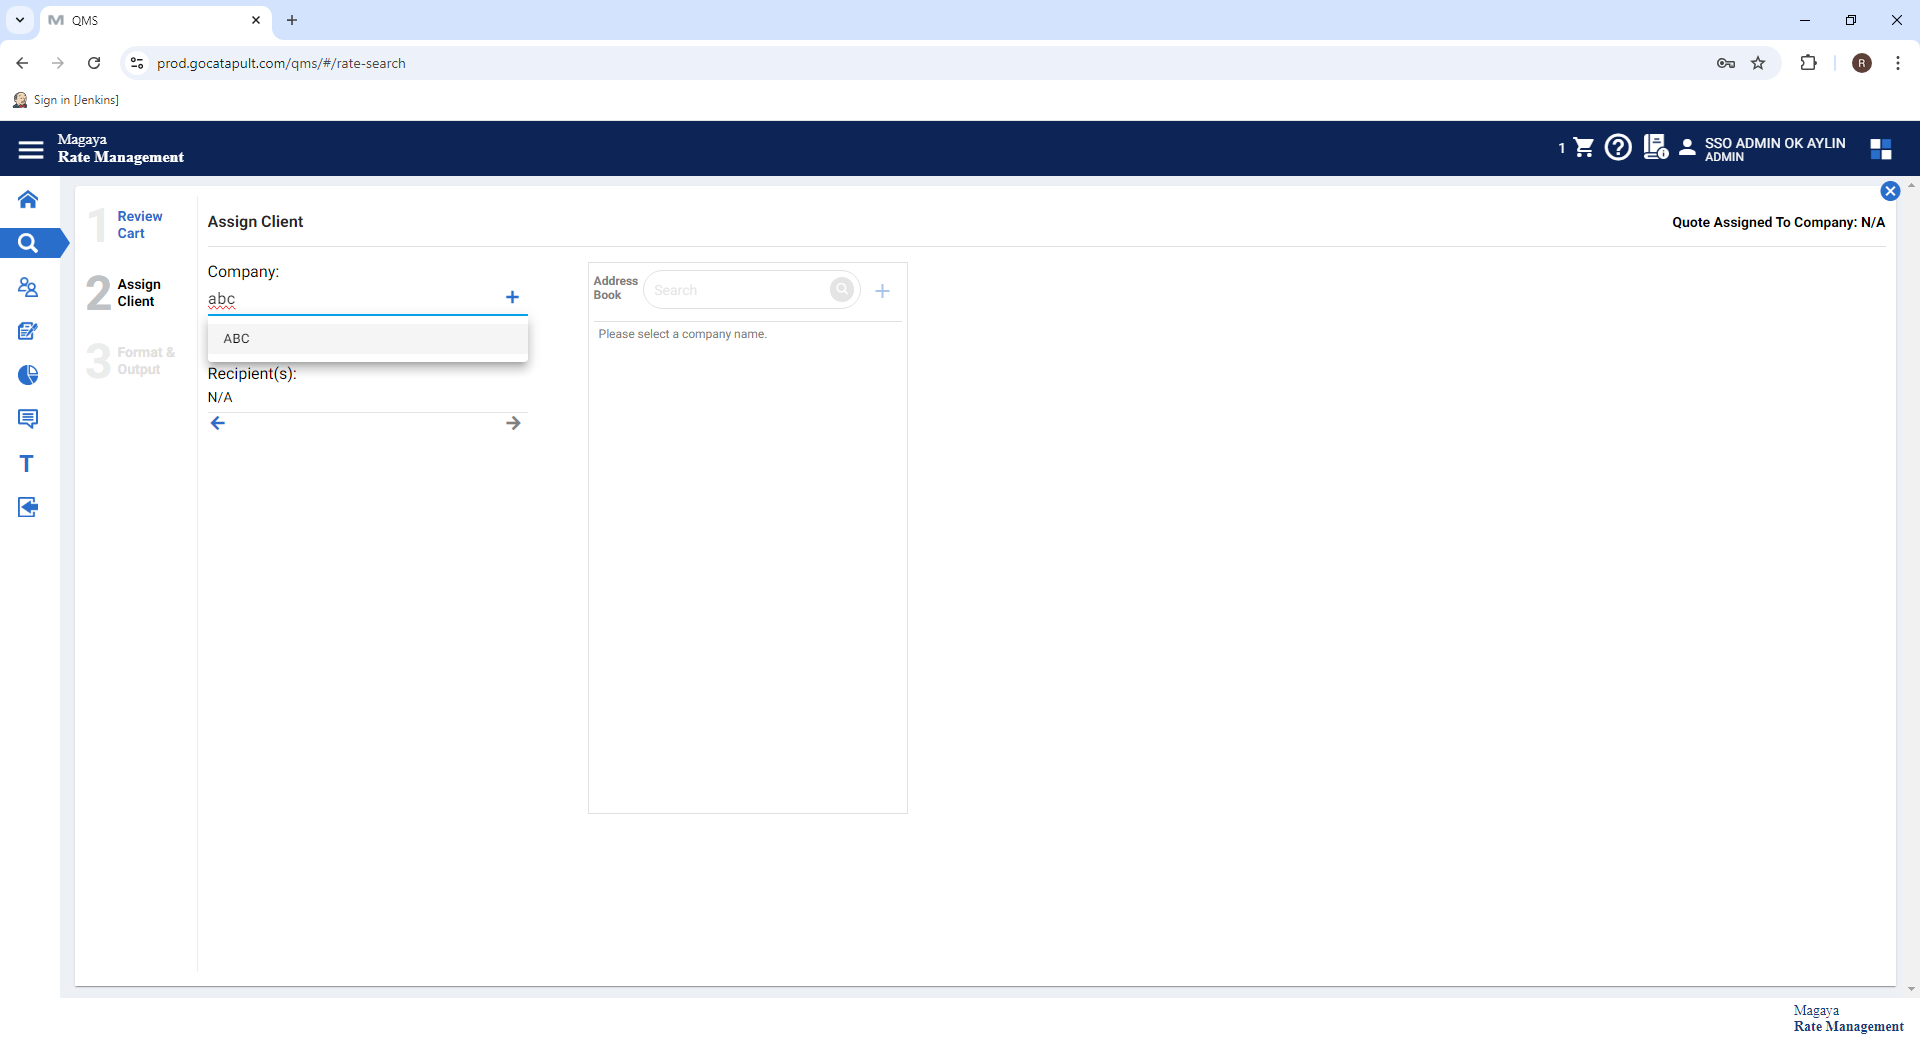 QMS
prod.gocatapult.com/qms/#/rate-search
R
Sign in [Jenkins]
Magaya
Rate Management
1
SSO ADMIN OK AYLIN
ADMIN
1
Review
Cart
Assign Client
Quote Assigned To Company: N/A
2
Assign
Client
3
Format &
Output
Company:
abc
ABC
Recipient(s):
N/A
Address
Book
Search
Please select a company name.
T
Magaya
Rate Management